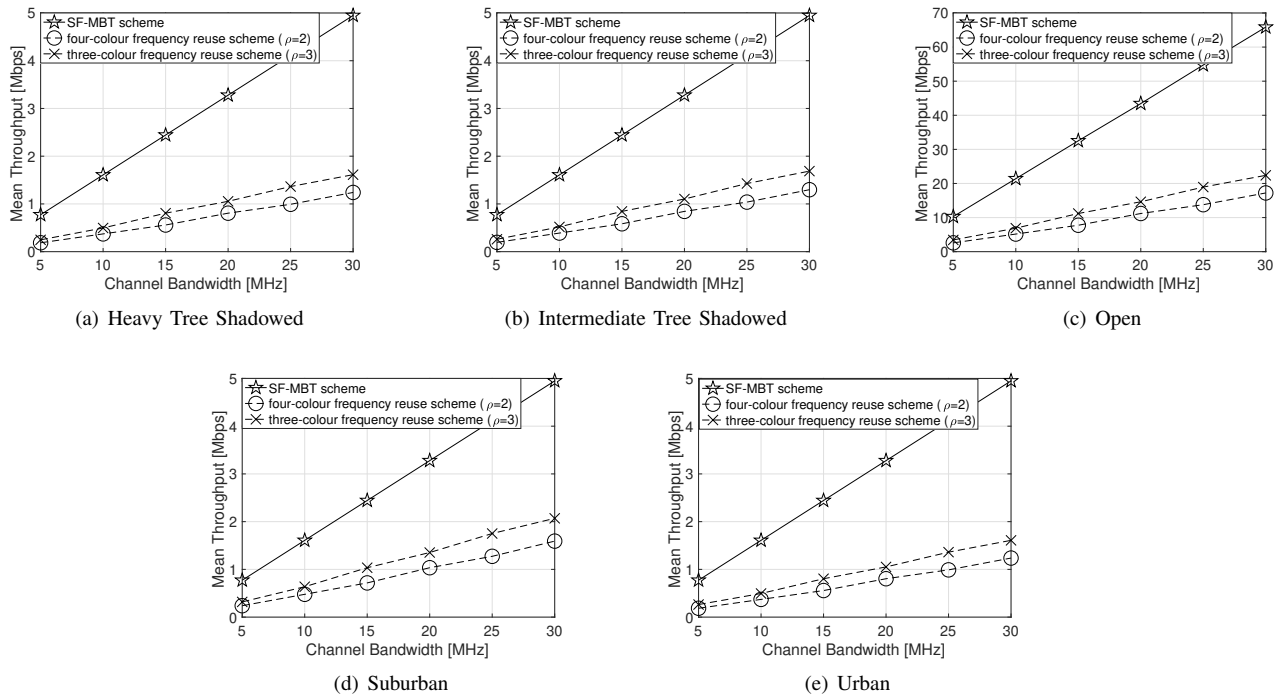 5
4
3
2
1
0
Mean Throughput [Mbps]
SF-MBT scheme
four-colour frequency reuse scheme (ρ=2)
three-colour frequency reuse scheme (ρ=3)
5 10 15 20 25 30
Channel Bandwidth [MHz]
(a) Heavy Tree Shadowed
5
4
3
2
1
0
Mean Throughput [Mbps]
SF-MBT scheme
four-colour frequency reuse scheme (ρ=2)
three-colour frequency reuse scheme (ρ=3)
5 10 15 20 25 30
Channel Bandwidth [MHz]
(b) Intermediate Tree Shadowed
70
60
50
40
30
20
10
0
Mean Throughput [Mbps]
SF-MBT scheme
four-colour frequency reuse scheme (ρ=2)
three-colour frequency reuse scheme (ρ=3)
5 10 15 20 25 30
Channel Bandwidth [MHz]
(c) Open
5
4
3
2
1
0
Mean Throughput [Mbps]
SF-MBT scheme
four-colour frequency reuse scheme (ρ=2)
three-colour frequency reuse scheme (ρ=3)
5 10 15 20 25 30
Channel Bandwidth [MHz]
(d) Suburban
5
4
3
2
1
0
Mean Throughput [Mbps]
SF-MBT scheme
four-colour frequency reuse scheme (ρ=2)
three-colour frequency reuse scheme (ρ=3)
5 10 15 20 25 30
Channel Bandwidth [MHz]
(e) Urban